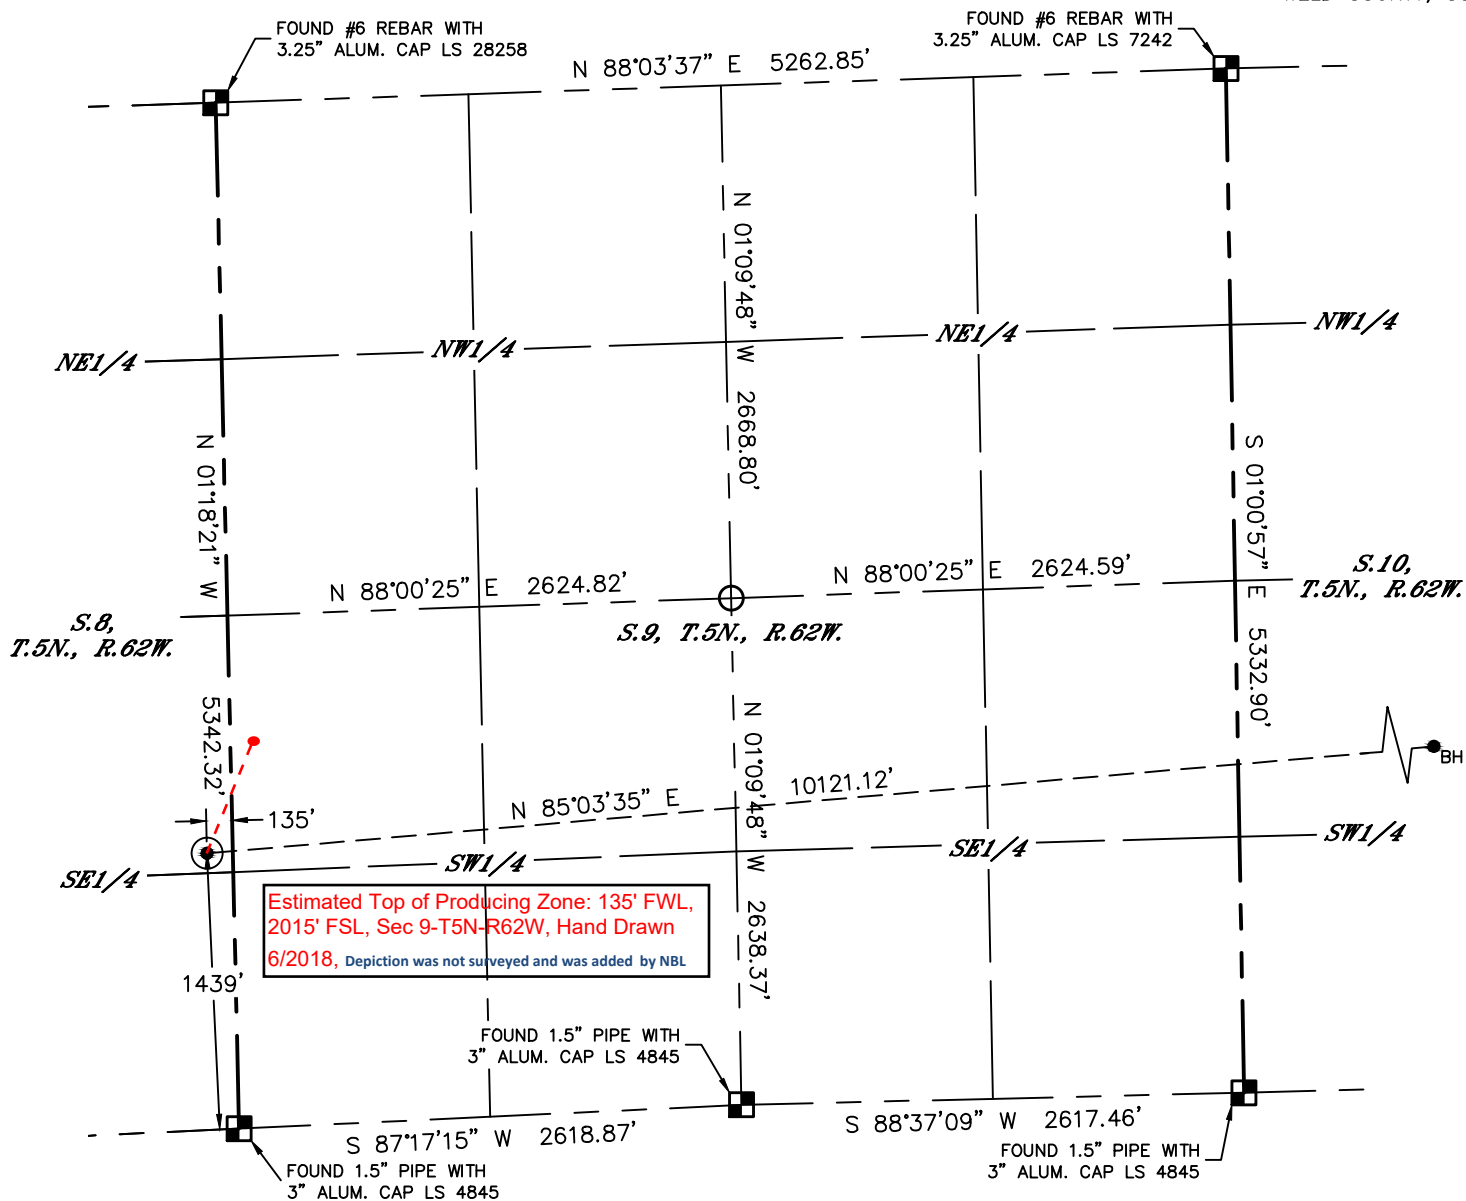 FOUND #6 REBAR WITH
3.25" ALUM. CAP LS 28258
FOUND #6 REBAR WITH
3.25" ALUM. CAP LS 7242
N 88°03'37" E 5262.85'
N 01°09'48" W 2668.80'
NE1/4
NW1/4
NE1/4
NW1/4
N 01°18'21" W 5342.32'
S 01°00'57" E 5332.90'
N 88°00'25" E 2624.82'
N 88°00'25" E 2624.59'
S.8,
T.5N., R.62W.
S.9, T.5N., R.62W.
S.10,
T.5N., R.62W.
N 01°09'48" W 2638.37'
BH
135'
N 85°03'35" E 10121.12'
SE1/4
SW1/4
SE1/4
SW1/4
Estimated Top of Producing Zone: 135' FWL,
2015' FSL, Sec 9-T5N-R62W, Hand Drawn
6/2018, Depiction was not surveyed and was added by NBL
1439'
FOUND 1.5" PIPE WITH
3" ALUM. CAP LS 4845
S 87°17'15" W 2618.87'
S 88°37'09" W 2617.46'
FOUND 1.5" PIPE WITH
3" ALUM. CAP LS 4845
FOUND 1.5" PIPE WITH
3" ALUM. CAP LS 4845